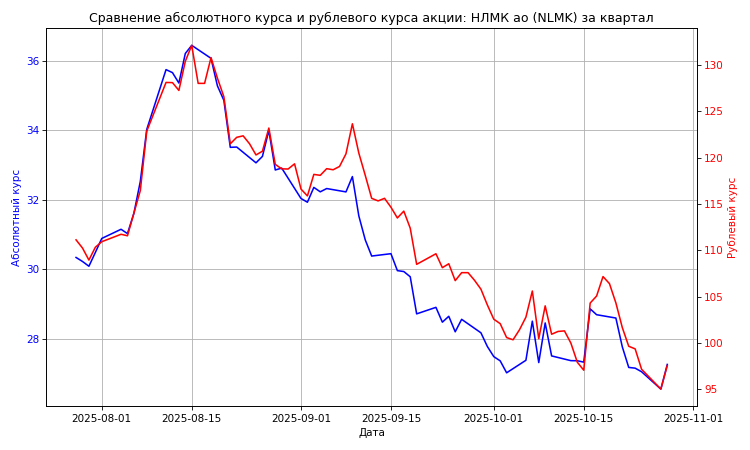 Сравнение абсолютного курса и рублевого курса акции: НЛМК ао (NLMK) за квартал
36
34
32
30
28
Абсолютный курс
130
125
120
115
110
105
100
95
Рублевый курс
2025-08-01 2025-08-15 2025-09-01 2025-09-15 2025-10-01 2025-10-15 2025-11-01
Дата